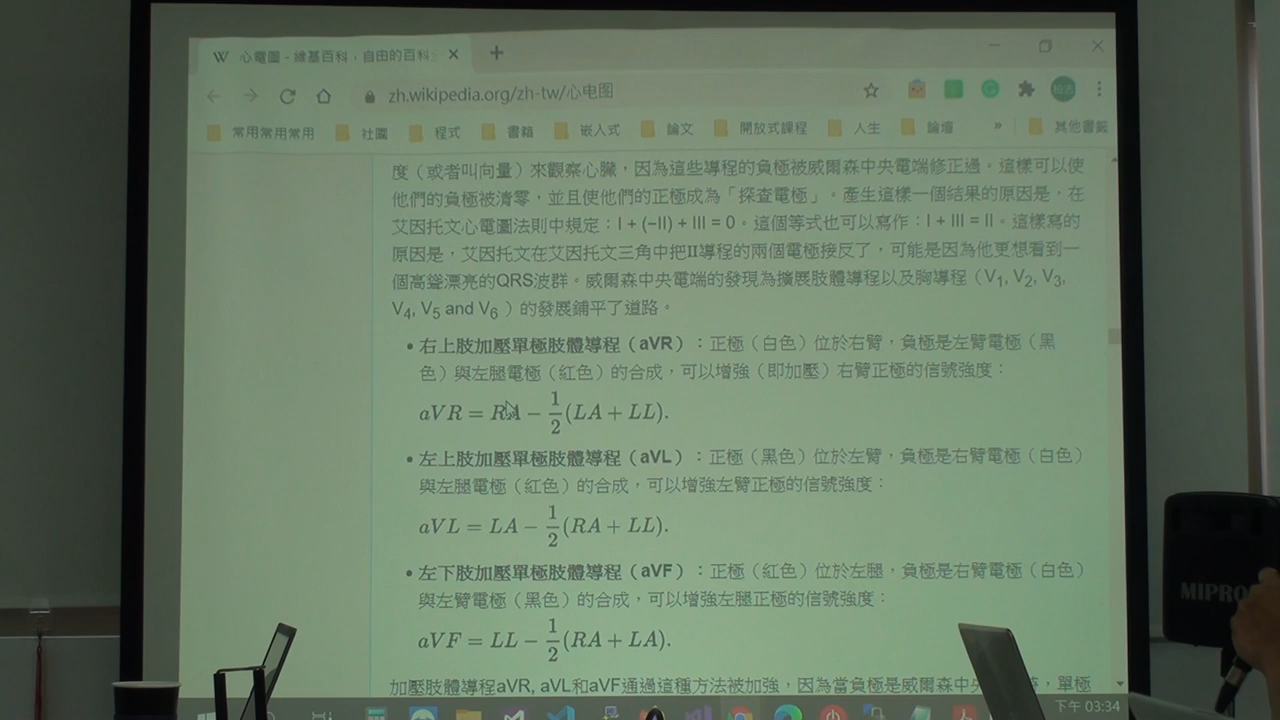 W 心電圖 - 維基百科，自由的百科全
zh.wikipedia.org/zh-tw/心电图
常用常用常用 社團 程式 書籍 嵌入式 論文 開放式課程 人生 論壇 » 其他書籤
度（或者叫向量）來觀察心臟，因為這些導程的負極被威爾森中央電端修正過。這樣可以使
他們的負極被清零，並且使他們的正極成為「探查電極」。產生這樣一個結果的原因是，在
艾因托文心電圖法則中規定：I + (−II) + III = 0。這個等式也可以寫作：I + III = II。這樣寫的
原因是，艾因托文在艾因托文三角中把II導程的兩個電極接反了，可能是因為他更想看到一
個高聳漂亮的QRS波群。威爾森中央電端的發現為擴展肢體導程以及胸導程（V1, V2, V3,
V4, V5 and V6 ）的發展鋪平了道路。
• 右上肢加壓單極肢體導程（aVR）：正極（白色）位於右臂，負極是左臂電極（黑
色）與左腿電極（紅色）的合成，可以增強（即加壓）右臂正極的信號強度：
aVR = RA − 1/2 (LA + LL).
• 左上肢加壓單極肢體導程（aVL）：正極（黑色）位於左臂，負極是右臂電極（白色）
與左腿電極（紅色）的合成，可以增強左臂正極的信號強度：
aVL = LA − 1/2 (RA + LL).
• 左下肢加壓單極肢體導程（aVF）：正極（紅色）位於左腿，負極是右臂電極（白色）
與左臂電極（黑色）的合成，可以增強左腿正極的信號強度：
aVF = LL − 1/2 (RA + LA).
加壓肢體導程aVR, aVL和aVF通過這種方法被加強，因為當負極是威爾森中央 單極
下午 03:34
MIPRO